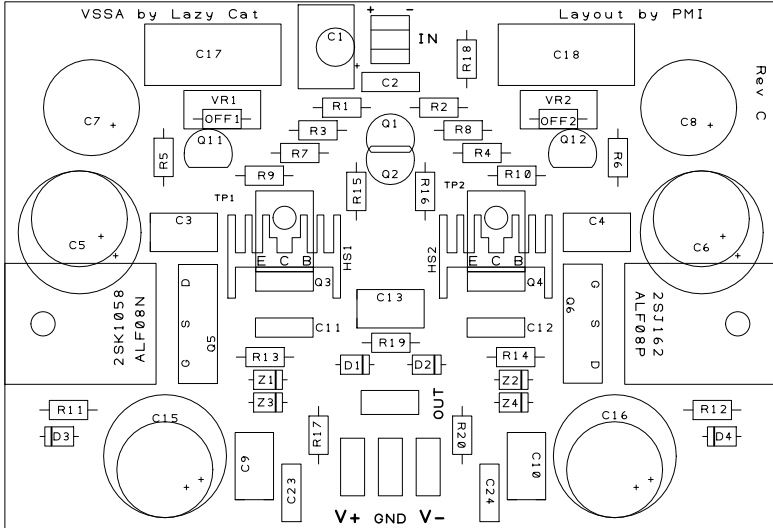 VSSA by Lazy Cat
Layout by PMI
+ -
IN
C1
+
C17
C18
R18
Rev C
C2
VR1
VR2
OFF1
OFF2
R1
R2
C7
+
C8
+
Q1
R3
R8
Q11
Q12
R5
R6
R7
R4
Q2
R9
R10
R15
R16
TP1
TP2
C3
C4
C5
+
+
C6
+
+
HS1
HS2
E C B
E C B
Q3
Q4
2SK1058
ALF08N
D
S
G
Q5
Q6
G
S
D
2SJ162
ALF08P
C13
C11
C12
R19
R13
R14
D1
D2
Z1
Z2
Z3
Z4
OUT
R11
R12
D3
D4
C15
+
+
C16
+
+
R17
R20
C9
C10
C23
C24
V+ GND V-